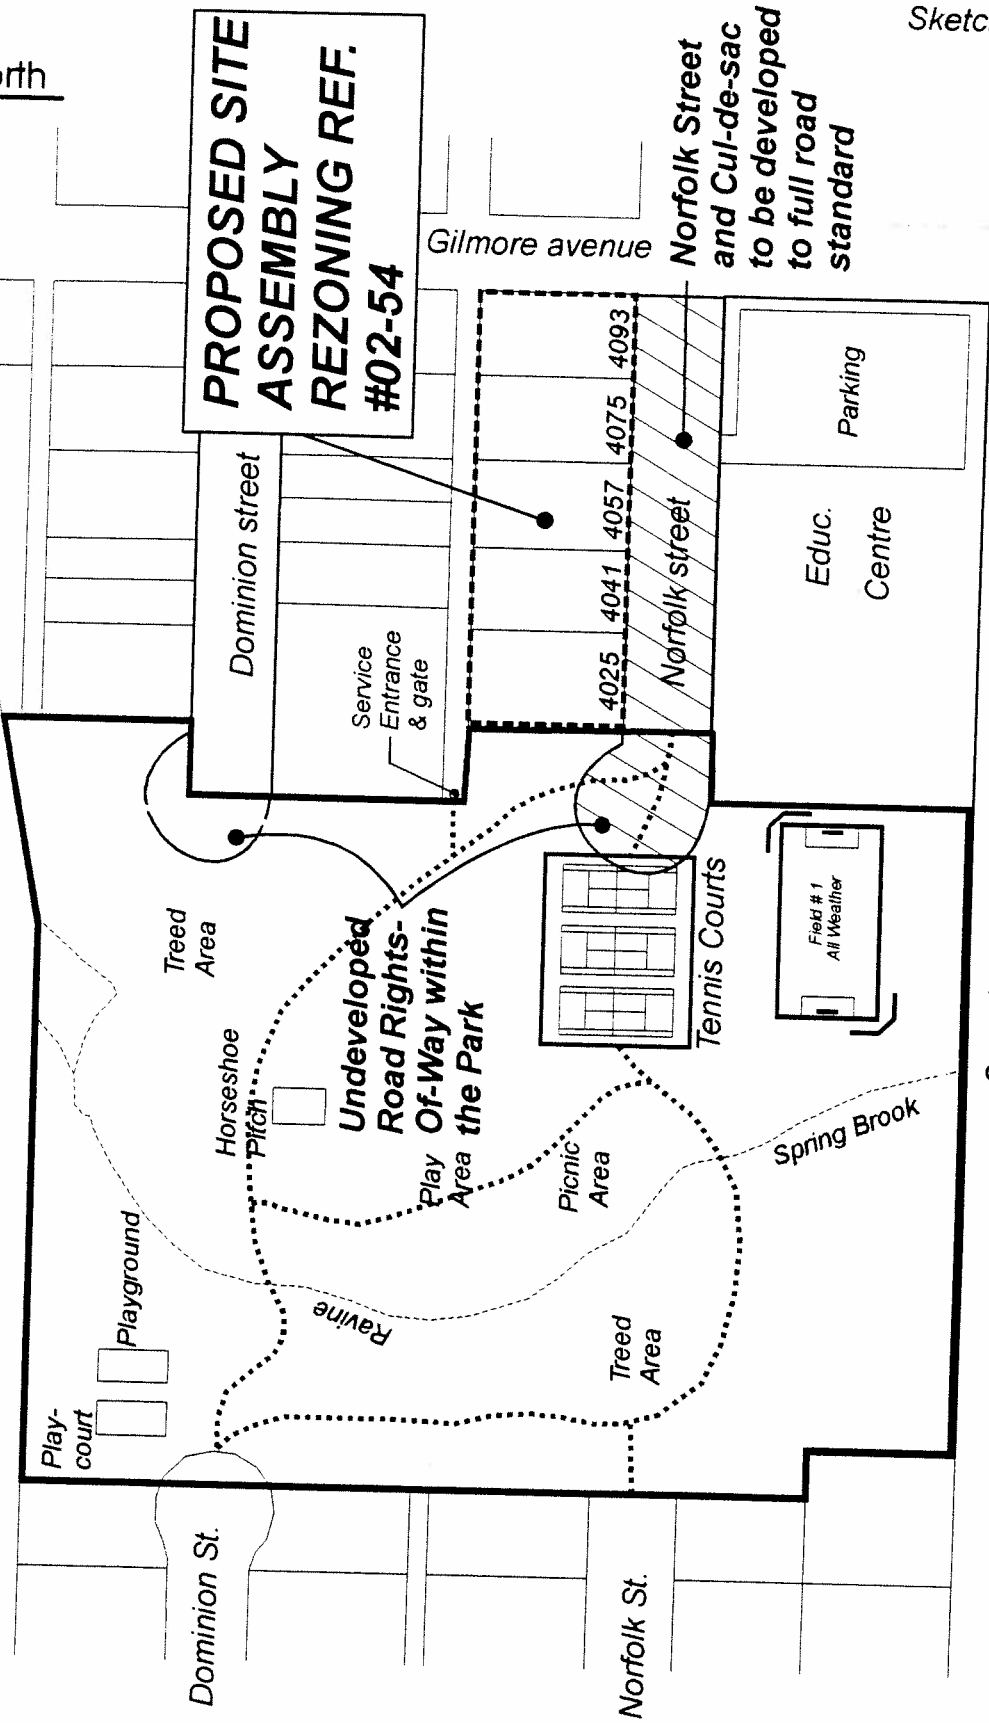 Sketc
orth
PROPOSED SITE
ASSEMBLY
REZONING REF.
#02-54
Gilmore avenue
Norfolk Street
and Cul-de-sac
to be developed
to full road
standard
Dominion street
4025
4041
4057
4075
4093
Norfolk street
Parking
Educ.
Centre
Service
Entrance
& gate
Treed
Area
Undeveloped
Road Rights-
Of-Way within
the Park
Tennis Courts
Field # 1
All Weather
Horseshoe
Pitch
Play
Area
Picnic
Area
Spring Brook
Playground
Play-
court
Ravine
Treed
Area
Dominion St.
Norfolk St.